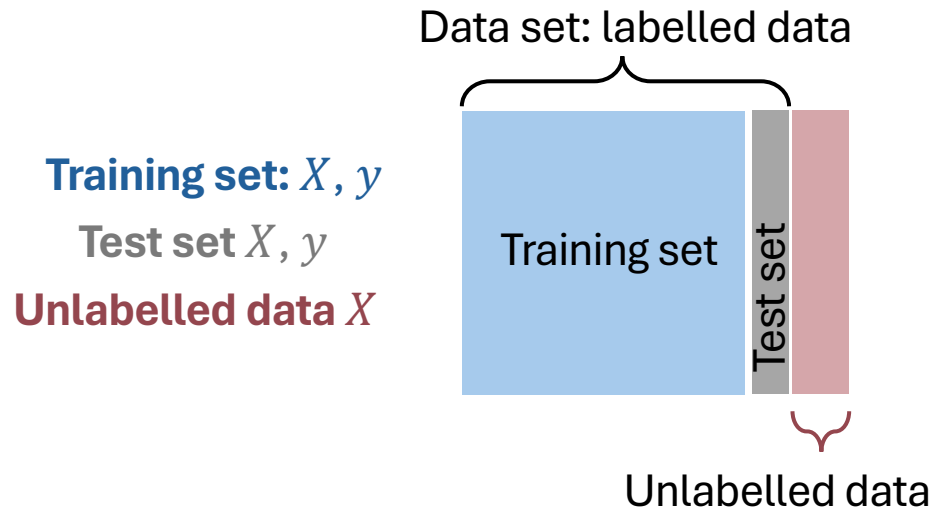 Data set: labelled data
Training set: X, y
Test set X, y
Unlabelled data X
Training set
Test set
Unlabelled data